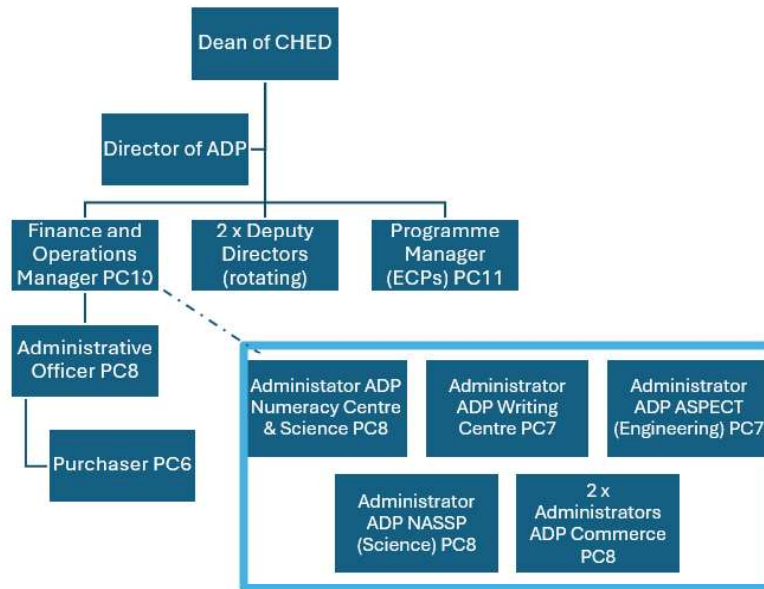 Dean of CHED
Director of ADP
Finance and
Operations
Manager PC10
2 x Deputy
Directors
(rotating)
Programme
Manager
(ECPs) PC11
Administrative
Officer PC8
Purchaser PC6
Administator ADP
Numeracy Centre
& Science PC8
Administrator
ADP Writing
Centre PC7
Administrator
ADP ASPECT
(Engineering) PC7
Administrator
ADP NASSP
(Science) PC8
2 x
Administrators
ADP Commerce
PC8